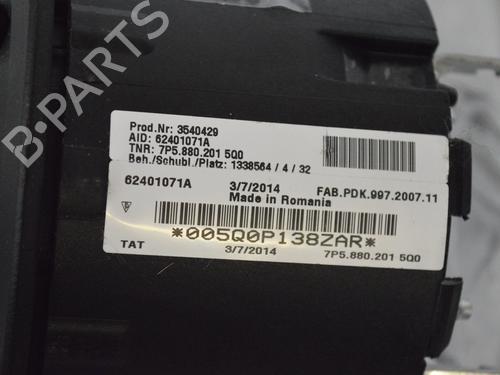 Prod.Nr: 3540429
AID: 62401071A
TNR: 7P5.880.201 5Q0
Beh./Schubl./Platz: 1338564 / 4 / 32
62401071A 3/7/2014 FAB.PDK.997.2007.11
Made in Romania
*005Q0P138ZAR*
TAT 3/7/2014 7P5.880.201 5Q0
B-PARTS